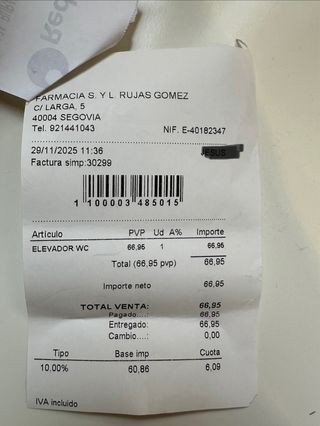 Red
FARMACIA S. Y L. RUJAS GOMEZ
C/ LARGA, 5
40004 SEGOVIA
Tel. 921441043 NIF. E-40182347
29/11/2025 11:36 JESUS
Factura simp:30299
1 100003 485015
Artículo PVP Ud A% Importe
ELEVADOR WC 66,95 1 66,95
Total (66,95 pvp) 66,95
Importe neto 66,95
TOTAL VENTA: 66,95
Pagado....: 66,95
Entregado: 66,95
Cambio....: 0,00
Tipo Base imp Cuota
10.00% 60,86 6,09
IVA incluido